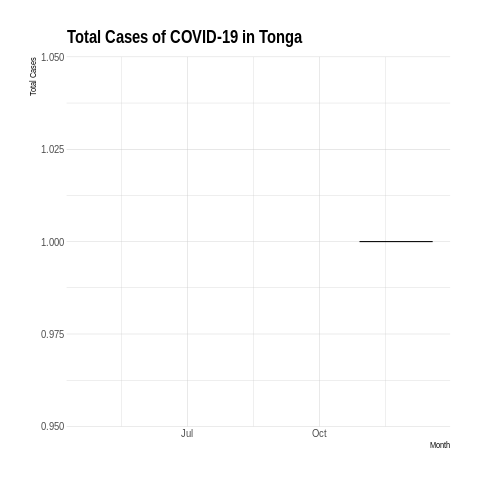 Total Cases of COVID-19 in Tonga
Total Cases
1.050
1.025
1.000
0.975
0.950
Jul
Oct
Month